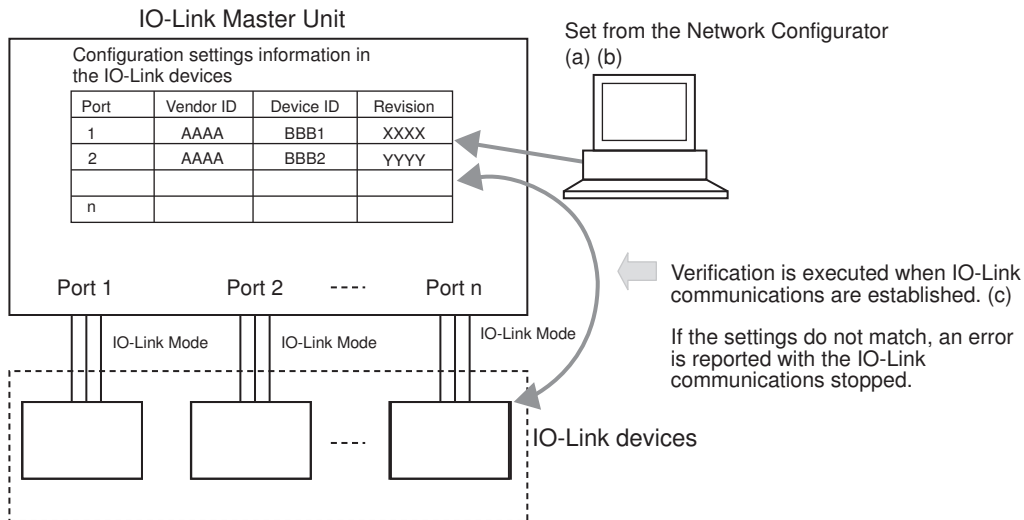 IO-Link Master Unit
Configuration settings information in
the IO-Link devices
Port Vendor ID Device ID Revision
1 AAAA BBB1 XXXX
2 AAAA BBB2 YYYY
n
Set from the Network Configurator
(a) (b)
Verification is executed when IO-Link
communications are established. (c)
If the settings do not match, an error
is reported with the IO-Link
communications stopped.
Port 1 Port 2 ---- Port n
IO-Link Mode IO-Link Mode IO-Link Mode
----
IO-Link devices